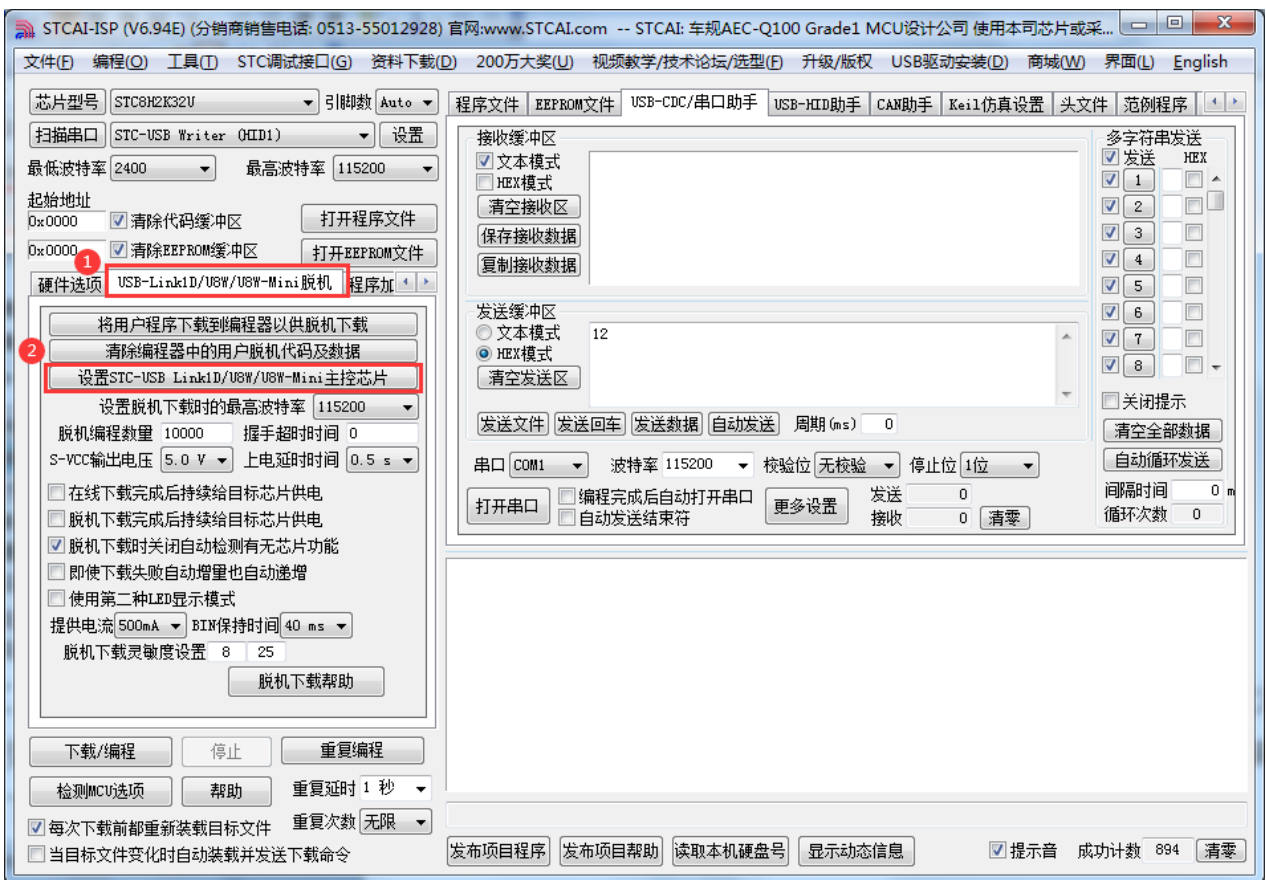 STCAI-ISP (V6.94E) (分销商销售电话: 0513-55012928) 官网:www.STCAI.com -- STCAI: 车规AEC-Q100 Grade1 MCU设计公司 使用本司芯片或采...
文件(F) 编程(O) 工具(T) STC调试接口(G) 资料下载(D) 200万大奖(U) 视频教学/技术论坛/选型(F) 升级/版权 USB驱动安装(D) 商城(W) 界面(L) English
芯片型号 STC8H2K32U 引脚数 Auto
扫描串口 STC-USB Writer (HID1) 设置
最低波特率 2400 最高波特率 115200
起始地址
0x0000 清除代码缓冲区 打开程序文件
0x0000 清除EEPROM缓冲区 打开EEPROM文件
1
硬件选项 USB-Link1D/U8W/U8W-Mini脱机 程序加
将用户程序下载到编程器以供脱机下载
2
清除编程器中的用户脱机代码及数据
设置STC-USB Link1D/U8W/U8W-Mini主控芯片
设置脱机下载时的最高波特率 115200
脱机编程数量 10000 握手超时时间 0
S-VCC输出电压 5.0 V 上电延时时间 0.5 s
在线下载完成后持续给目标芯片供电
脱机下载完成后持续给目标芯片供电
脱机下载时关闭自动检测有无芯片功能
即使下载失败自动增量也自动递增
使用第二种LED显示模式
提供电流 500mA BIN保持时间 40 ms
脱机下载灵敏度设置 8 25
脱机下载帮助
下载/编程 停止 重复编程
检测MCU选项 帮助 重复延时 1 秒
每次下载前都重新装载目标文件 重复次数 无限
当目标文件变化时自动装载并发送下载命令
程序文件 EEPROM文件 USB-CDC/串口助手 USB-HID助手 CAN助手 Keil仿真设置 头文件 范例程序
接收缓冲区
文本模式
HEX模式
清空接收区
保存接收数据
复制接收数据
发送缓冲区
文本模式 12
HEX模式
清空发送区
发送文件 发送回车 发送数据 自动发送 周期(ms) 0
串口 COM1 波特率 115200 校验位 无校验 停止位 1位
打开串口 编程完成后自动打开串口 更多设置 发送 0
自动发送结束符 接收 0 清零
多字符串发送
发送 HEX
1
2
3
4
5
6
7
8
关闭提示
清空全部数据
自动循环发送
间隔时间 0 m
循环次数 0
发布项目程序 发布项目帮助 读取本机硬盘号 显示动态信息 提示音 成功计数 894 清零